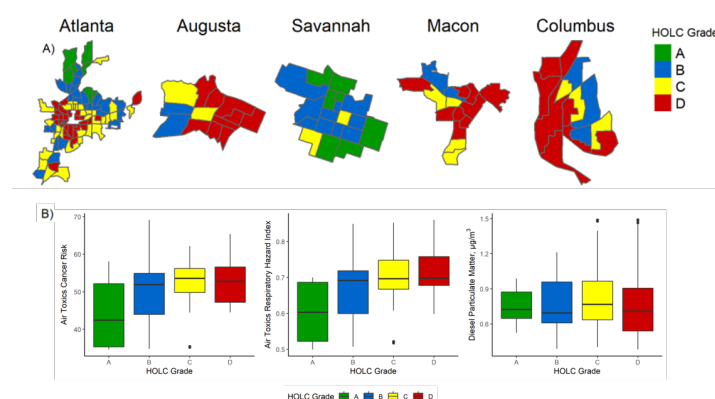 Atlanta Augusta Savannah Macon Columbus
HOLC Grade
A
B
C
D
A)
B)
Air Toxics Cancer Risk
70
60
50
40
A B C D
HOLC Grade
Air Toxics Respiratory Hazard Index
0.8
0.7
0.6
0.5
A B C D
HOLC Grade
Diesel Particulate Matter, µg/m³
1.5
1.2
0.9
0.6
A B C D
HOLC Grade
HOLC Grade A B C D